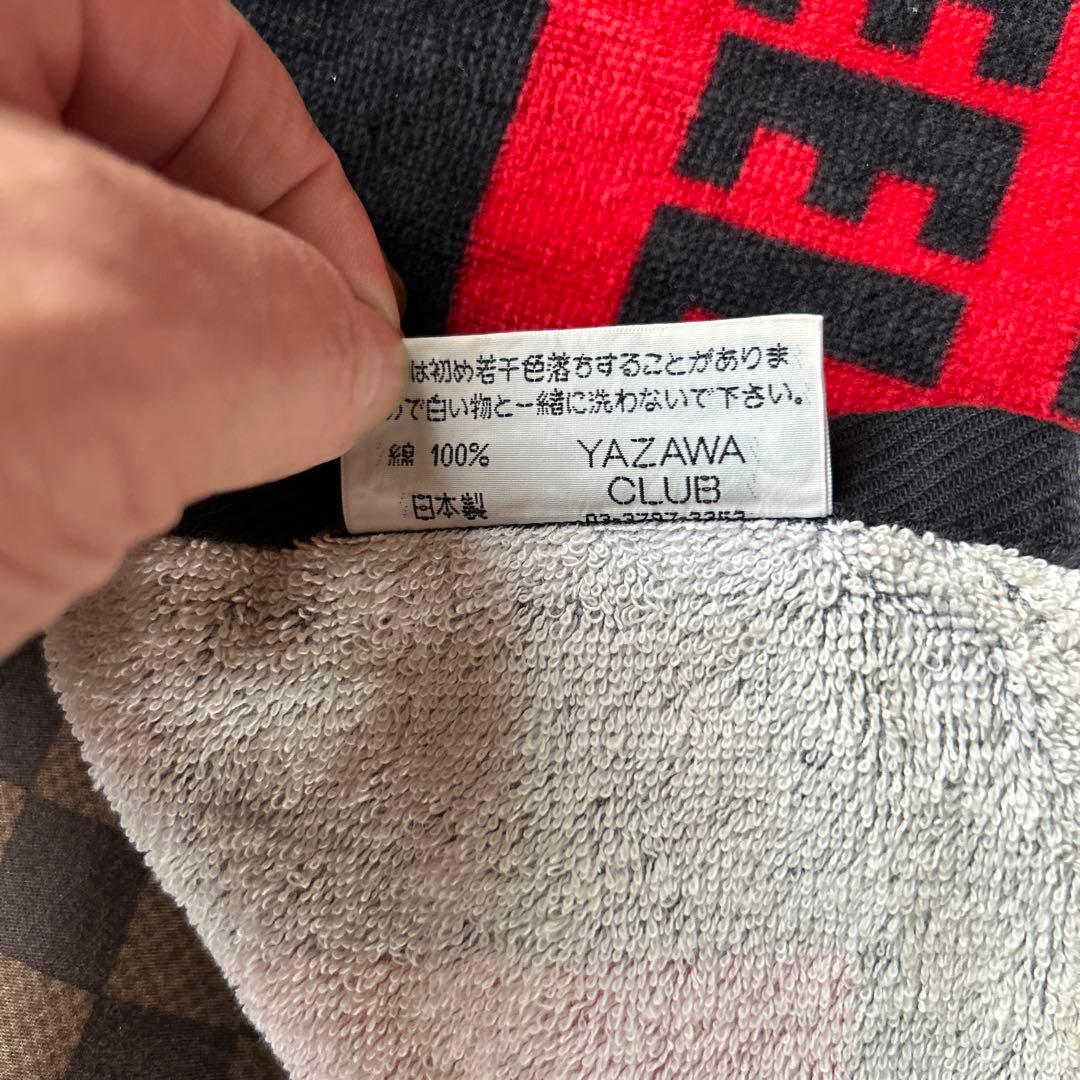 は初め若干色落ちすることがありま
ので白い物と一緒に洗わないで下さい。
綿 100%
日本製
YAZAWA
CLUB